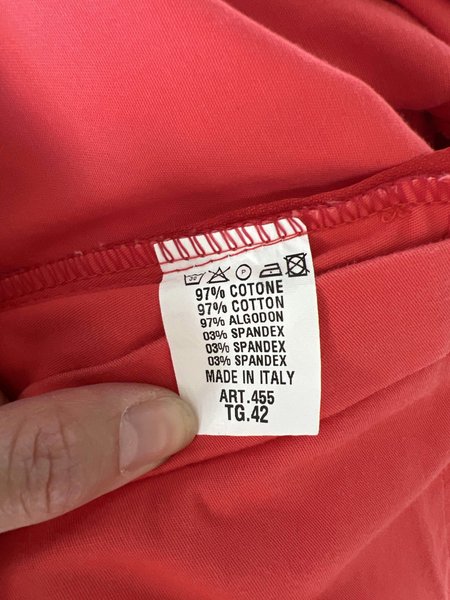 97% COTONE
97% COTTON
97% ALGODON
03% SPANDEX
03% SPANDEX
03% SPANDEX
MADE IN ITALY
ART.455
TG.42